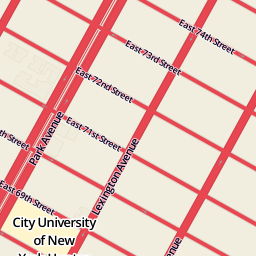 East 74th Street
East 73rd Street
East 72nd Street
East 71st Street
Park Avenue
Lexington Avenue
East 69th Street
City University
of New